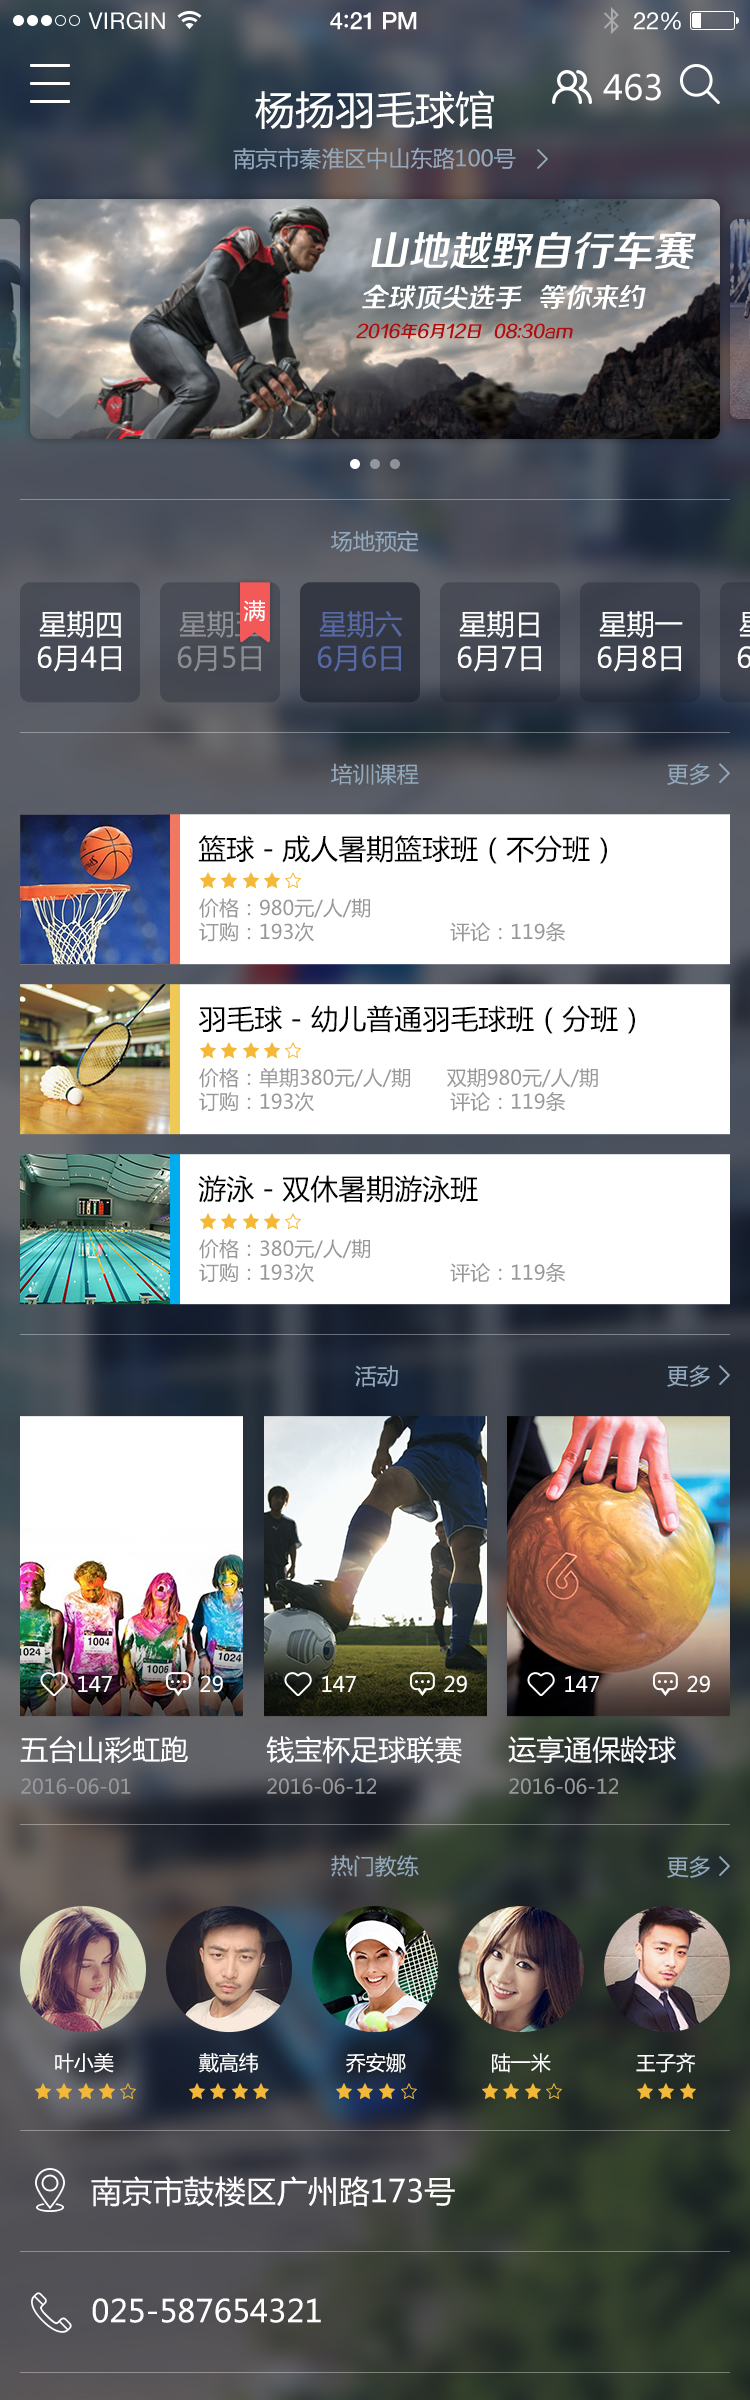 VIRGIN 4:21 PM 22%
杨扬羽毛球馆
463
南京市秦淮区中山东路100号
山地越野自行车赛
全球顶尖选手 等你来约
2016年6月12日 08:30am
场地预定
星期四 满 星期六 星期日 星期一
6月4日 6月5日 6月6日 6月7日 6月8日
培训课程 更多
篮球 - 成人暑期篮球班（不分班）
价格：980元/人/期
订购：193次 评论：119条
羽毛球 - 幼儿普通羽毛球班（分班）
价格：单期380元/人/期 双期980元/人/期
订购：193次 评论：119条
游泳 - 双休暑期游泳班
价格：380元/人/期
订购：193次 评论：119条
活动 更多
1024 1004 1006 1024
147 29 147 29 147 29
五台山彩虹跑 钱宝杯足球联赛 运享通保龄球
2016-06-01 2016-06-12 2016-06-12
热门教练 更多
叶小美 戴高纬 乔安娜 陆一米 王子齐
南京市鼓楼区广州路173号
025-587654321